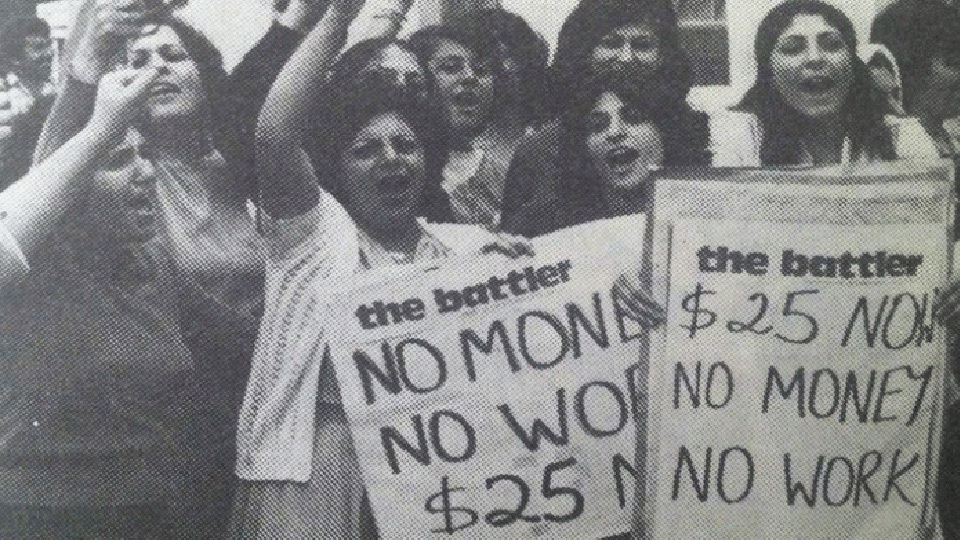 the battler
NO MONE
NO WO
$25 N
the battler
$25 NOW
NO MONEY
NO WORK